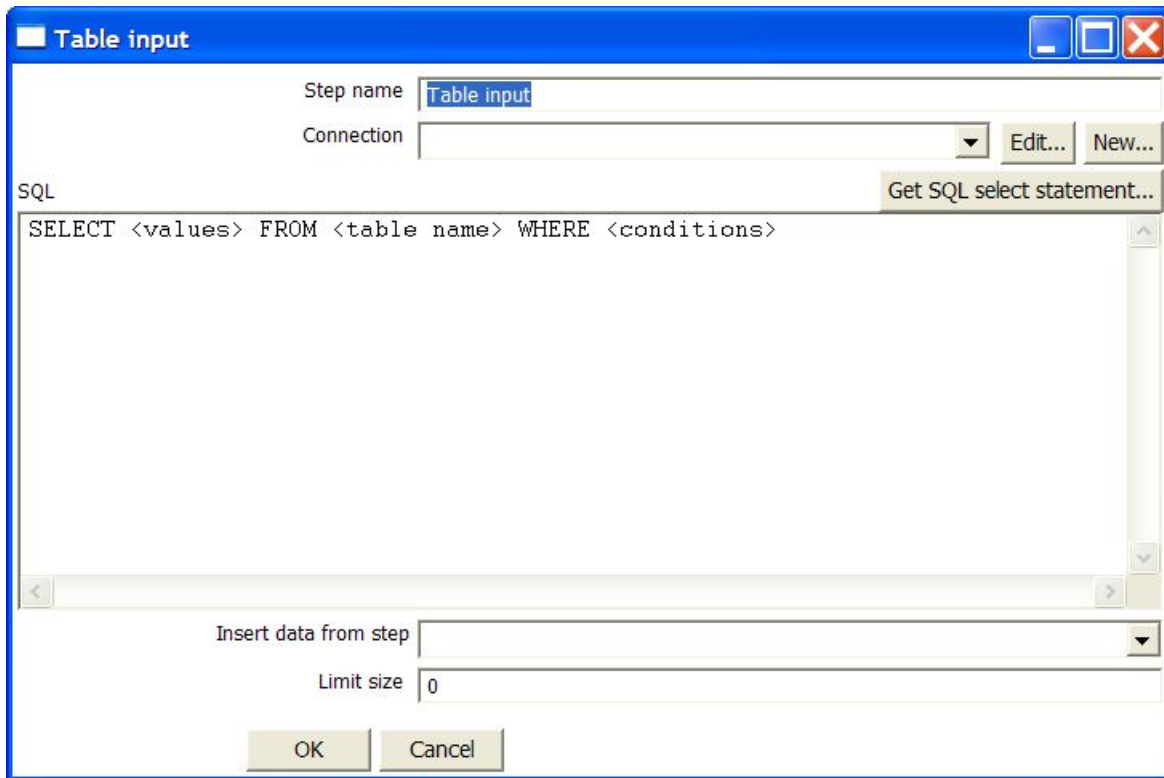 Table input
Step name Table input
Connection Edit... New...
SQL Get SQL select statement...
SELECT <values> FROM <table name> WHERE <conditions>
Insert data from step
Limit size 0
OK Cancel